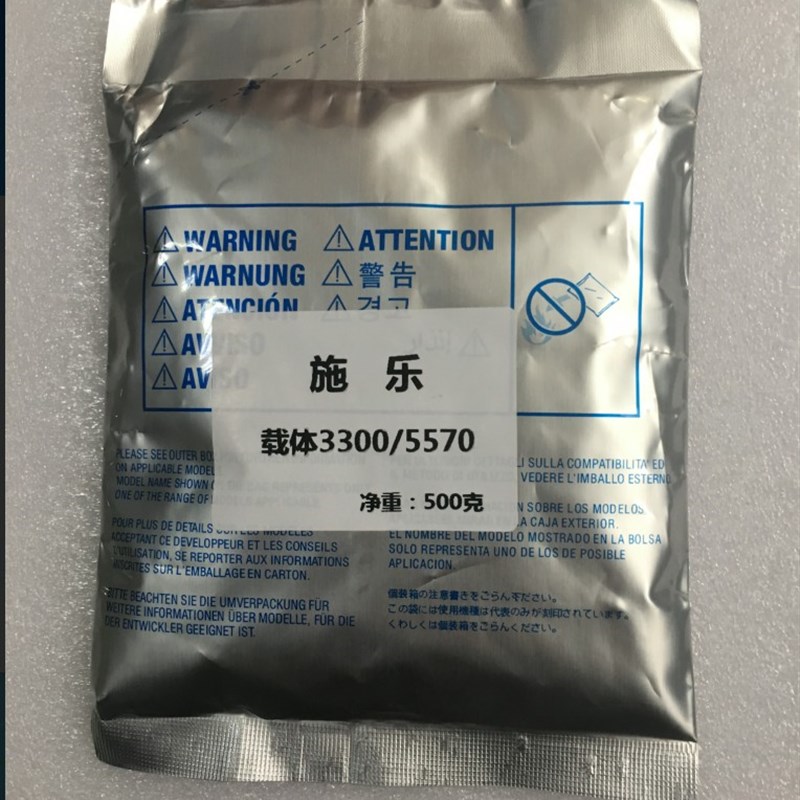 WARNING
ATTENTION
WARNUNG
警告
ATENCIÓN
경고
AVVISO
AVISO
施 乐
载体3300/5570
净重：500克
PLEASE SEE OUTER
ON APPLICABLE
MODEL NAME SHOWN
ONE OF THE RANGE OF
POUR PLUS DE DETAILS SUR LES MODELES
ACCEPTANT CE DEVELOPPEUR ET LES CONSEILS
D'UTILISATION, SE REPORTER AUX INFORMATIONS
INSCRITES SUR L'EMBALLAGE EN CARTON.
BITTE BEACHTEN SIE DIE UMVERPACKUNG FÜR
WEITERE INFORMATIONEN ÜBER MODELLE, FÜR DIE
DER ENTWICKLER GEEIGNET IST.
SULLA COMPATIBILITA' ED
VEDERE L'IMBALLO ESTERNO
SOBRE LOS MODELOS
LA CAJA EXTERIOR.
EL NOMBRE DEL MODELO MOSTRADO EN LA BOLSA
SOLO REPRESENTA UNO DE LOS DE POSIBLE
APLICACION.
個装箱の注意書きをごらん下さい。
この袋には使用機種は代表のみが刻印されています。
くわしくは個装箱をごらんください。